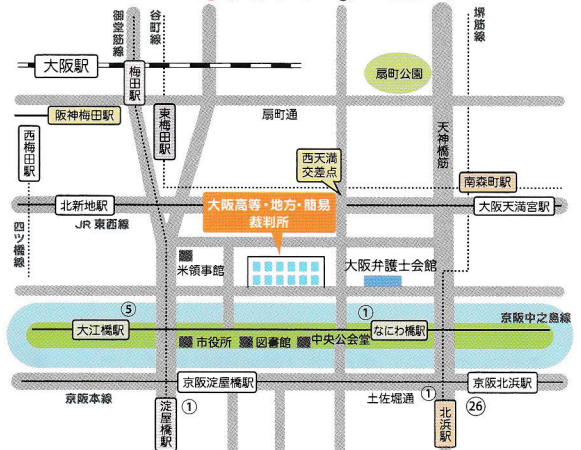 御堂筋線
谷町線
堺筋線
大阪駅
梅田駅
扇町公園
阪神梅田駅
東梅田駅
扇町通
天神橋筋
西梅田駅
西天満
交差点
南森町駅
北新地駅
大阪高等・地方・簡易
裁判所
大阪天満宮駅
JR東西線
四ツ橋線
米領事館
大阪弁護士会館
⑤
①
京阪中之島線
大江橋駅
なにわ橋駅
市役所
図書館
中央公会堂
京阪淀屋橋駅
京阪北浜駅
京阪本線
淀屋橋駅
①
土佐堀通
①
北浜駅
㉖